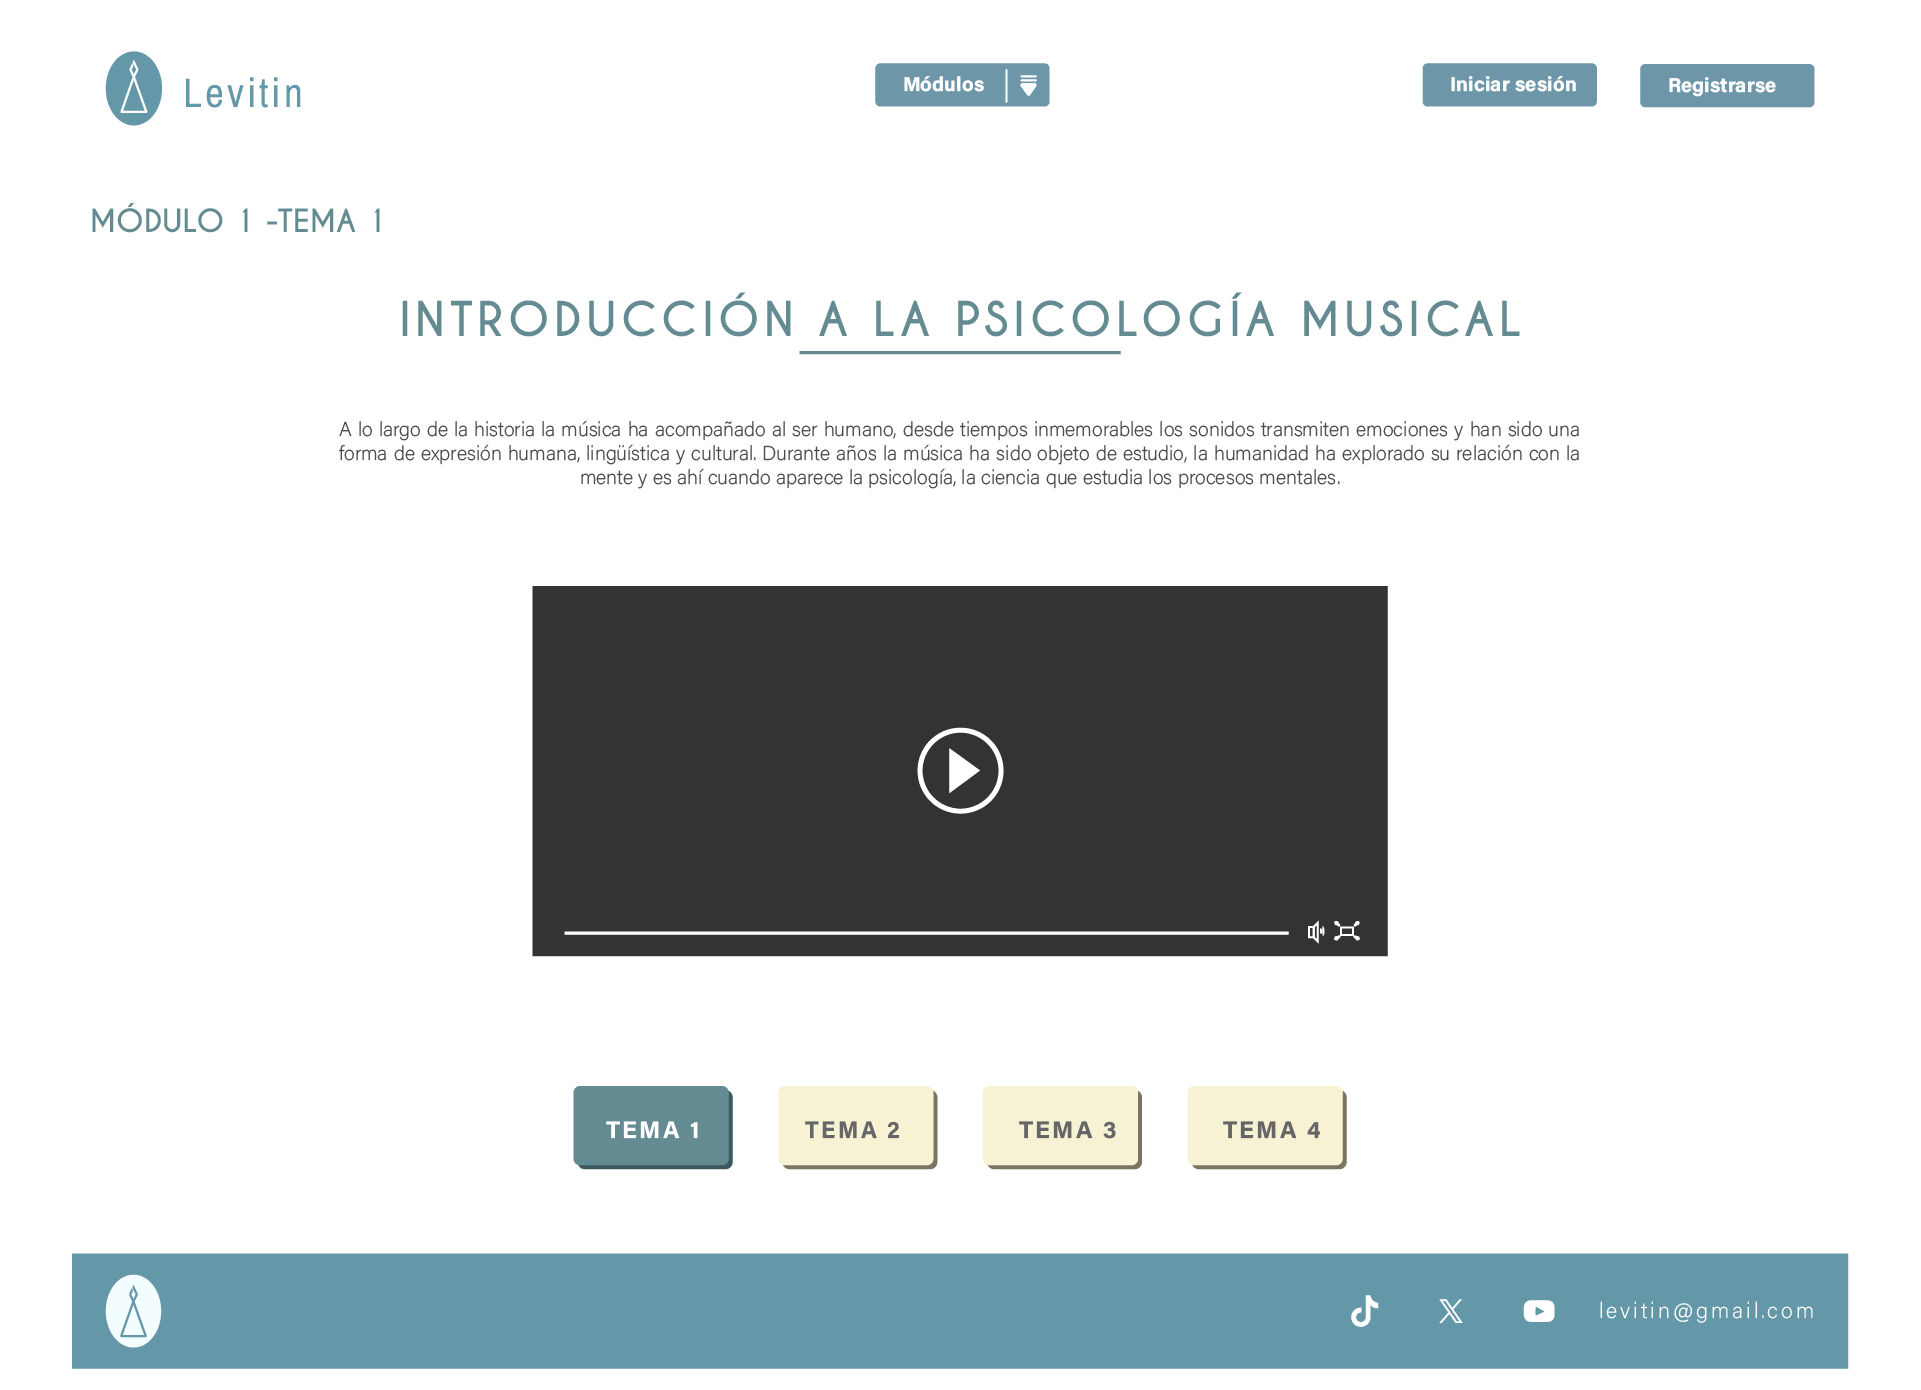 Levitin
Módulos
Iniciar sesión
Registrarse
MÓDULO 1 -TEMA 1
INTRODUCCIÓN A LA PSICOLOGÍA MUSICAL
A lo largo de la historia la música ha acompañado al ser humano, desde tiempos inmemorables los sonidos transmiten emociones y han sido una
forma de expresión humana, lingüística y cultural. Durante años la música ha sido objeto de estudio, la humanidad ha explorado su relación con la
mente y es ahí cuando aparece la psicología, la ciencia que estudia los procesos mentales.
TEMA 1
TEMA 2
TEMA 3
TEMA 4
levitin@gmail.com